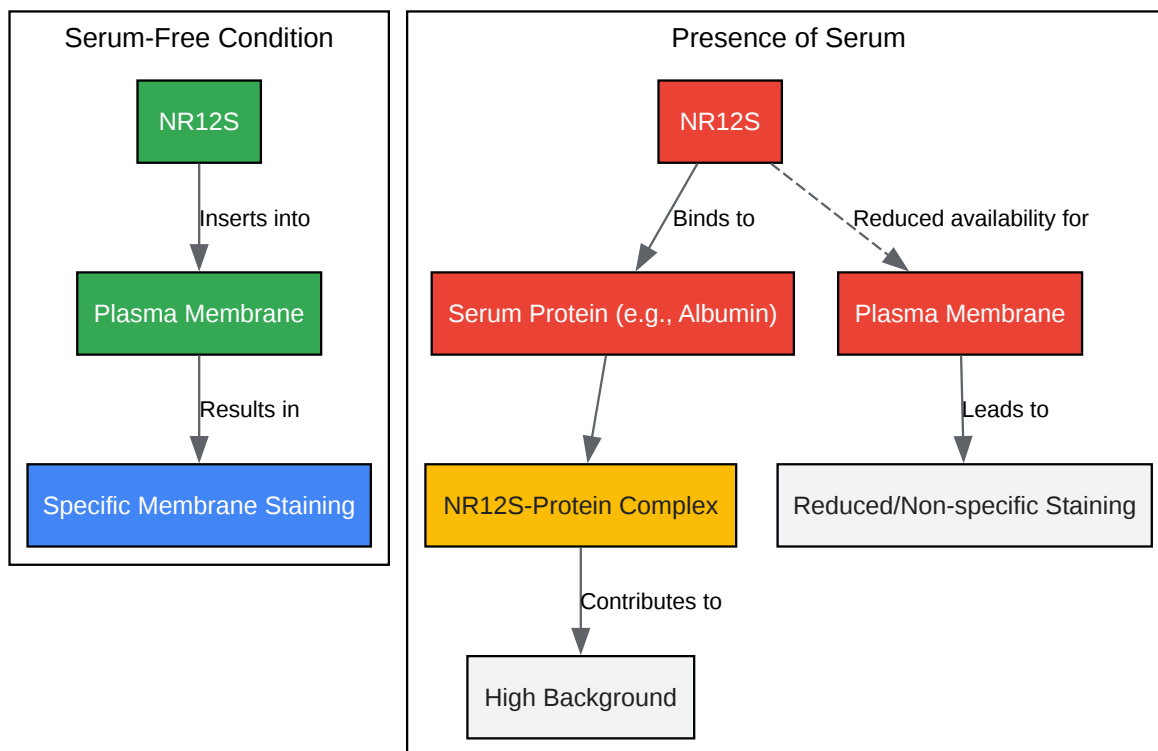 Serum-Free Condition
NR12S
Inserts into
Plasma Membrane
Results in
Specific Membrane Staining
Presence of Serum
NR12S
Binds to
Reduced availability for
Serum Protein (e.g., Albumin)
Plasma Membrane
Leads to
NR12S-Protein Complex
Reduced/Non-specific Staining
Contributes to
High Background